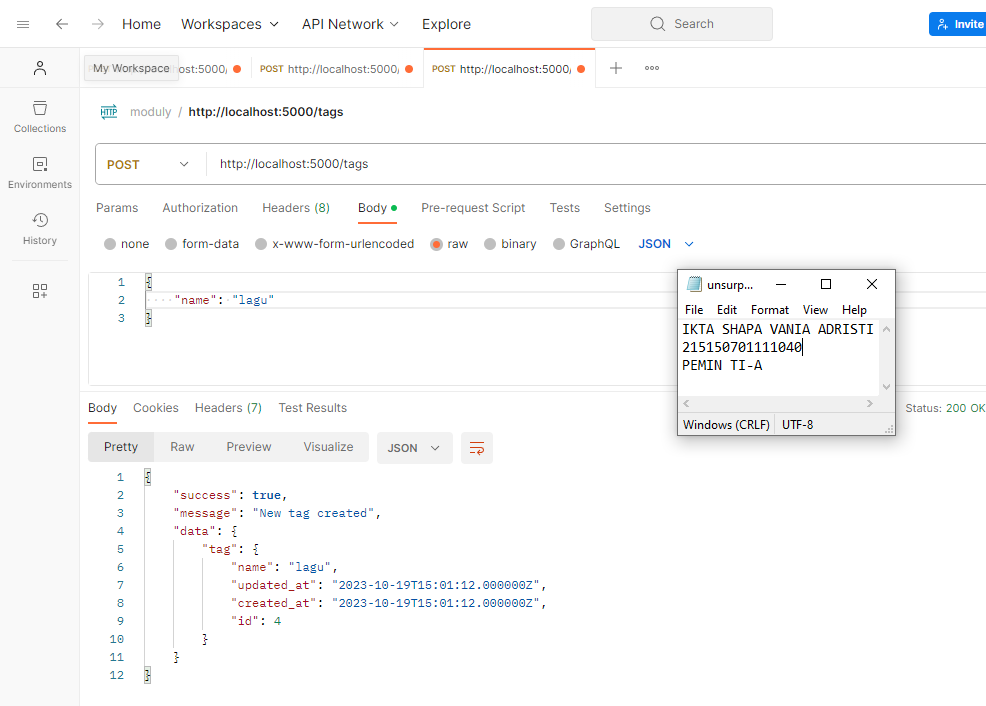 Home Workspaces API Network Explore Search Invite
My Workspace ost:5000/ POST http://localhost:5000/ POST http://localhost:5000/
HTTP moduly / http://localhost:5000/tags
Collections
Environments
History
POST http://localhost:5000/tags
Params Authorization Headers (8) Body Pre-request Script Tests Settings
none form-data x-www-form-urlencoded raw binary GraphQL JSON
1 {
2 "name": "lagu"
3 }
unsurp...
File Edit Format View Help
IKTA SHAPA VANIA ADRISTI
215150701111040
PEMIN TI-A
Windows (CRLF) UTF-8
Body Cookies Headers (7) Test Results Status: 200 OK
Pretty Raw Preview Visualize JSON
1 {
2 "success": true,
3 "message": "New tag created",
4 "data": {
5 "tag": {
6 "name": "lagu",
7 "updated_at": "2023-10-19T15:01:12.000000Z",
8 "created_at": "2023-10-19T15:01:12.000000Z",
9 "id": 4
10 }
11 }
12 }